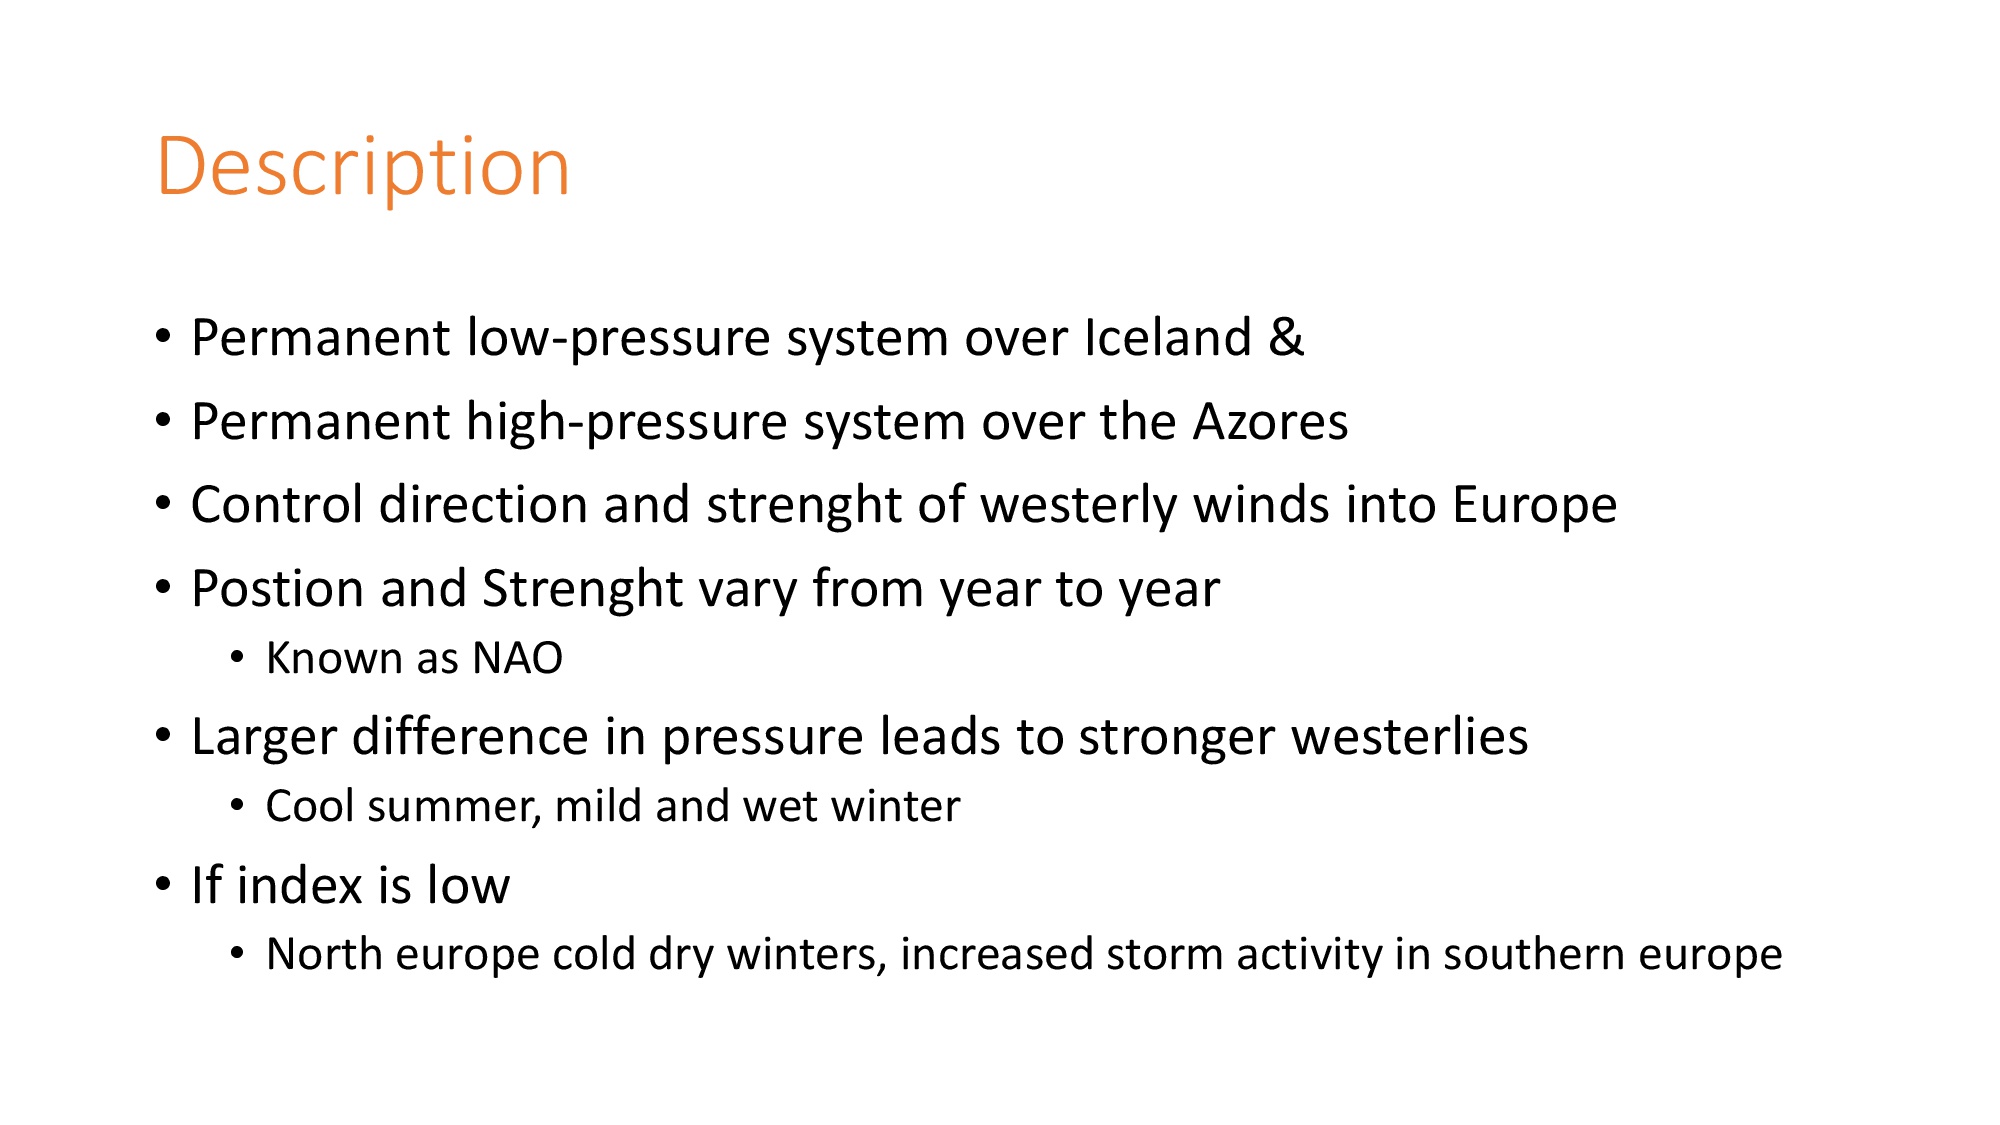 Description
• Permanent low-pressure system over Iceland &
• Permanent high-pressure system over the Azores
• Control direction and strenght of westerly winds into Europe
• Postion and Strenght vary from year to year
• Known as NAO
• Larger difference in pressure leads to stronger westerlies
• Cool summer, mild and wet winter
• If index is low
• North europe cold dry winters, increased storm activity in southern europe